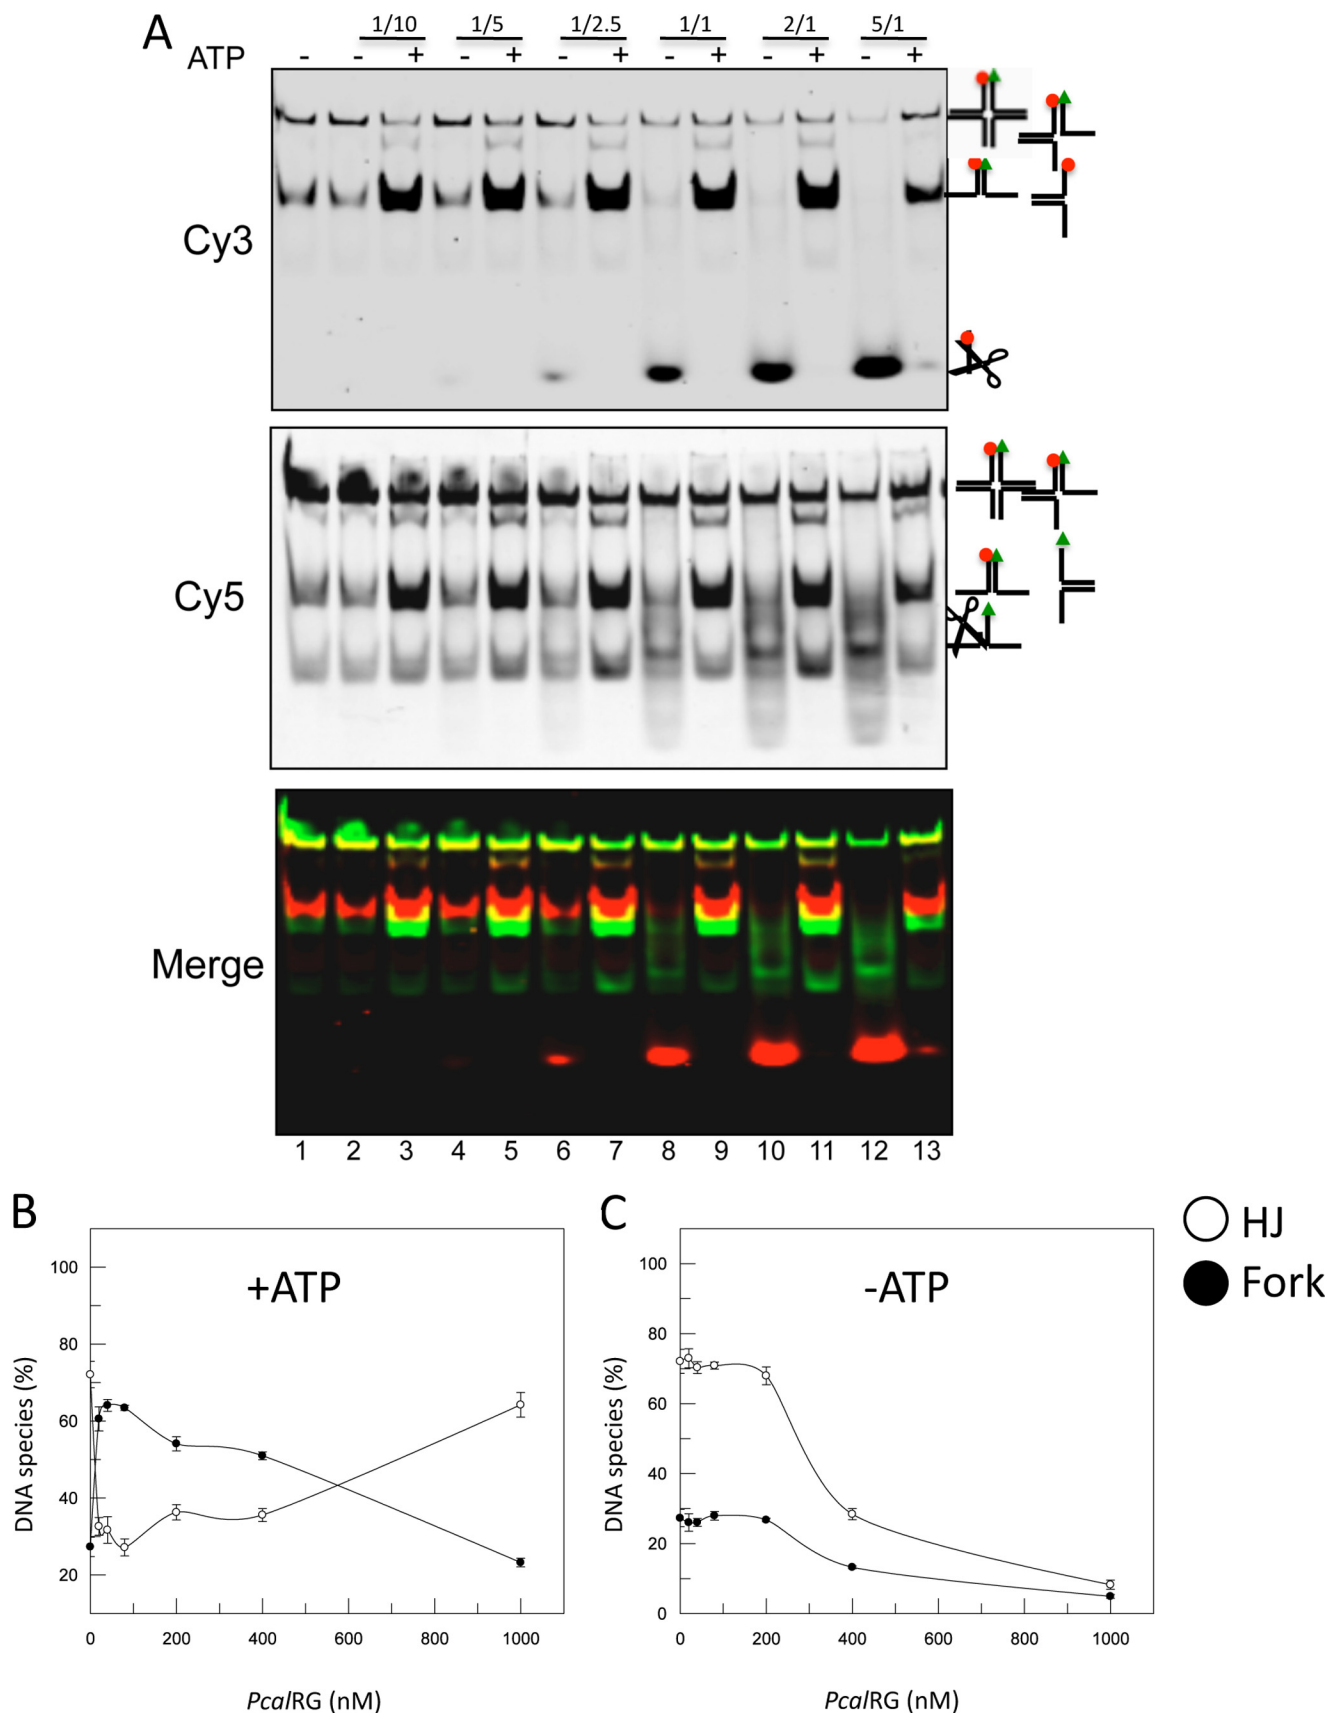 A
1/10 1/5 1/2.5 1/1 2/1 5/1
ATP - - + - + - + - + - + - +
Cy3
Cy5
Merge
1 2 3 4 5 6 7 8 9 10 11 12 13
B
C
HJ
Fork
+ATP
DNA species (%)
100
80
60
40
20
0 200 400 600 800 1000
PcalRG (nM)
-ATP
DNA species (%)
100
80
60
40
20
0
0 200 400 600 800 1000
PcalRG (nM)